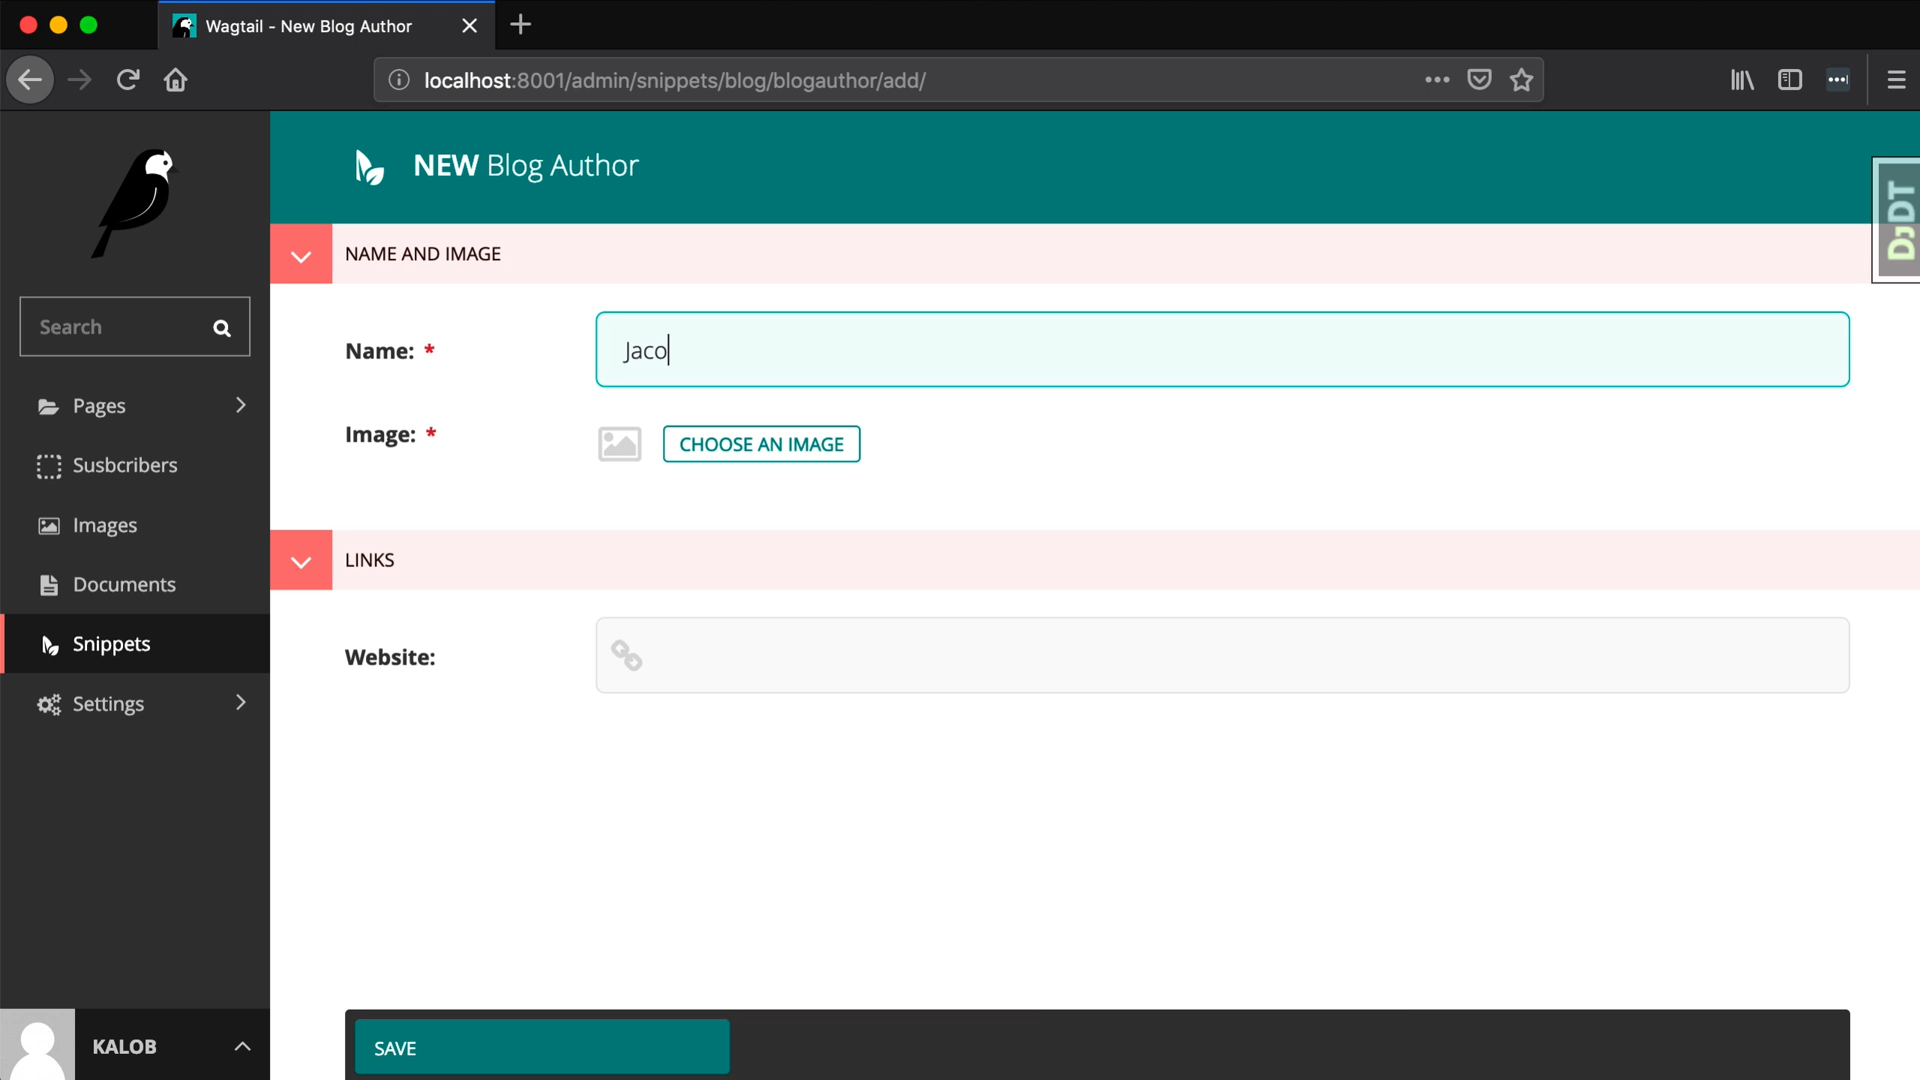 Wagtail - New Blog Author
localhost:8001/admin/snippets/blog/blogauthor/add/
NEW Blog Author
DjDT
NAME AND IMAGE
Search
Name: *
Jaco
Pages
Image: *
CHOOSE AN IMAGE
Susbcribers
Images
LINKS
Documents
Snippets
Website:
Settings
KALOB
SAVE